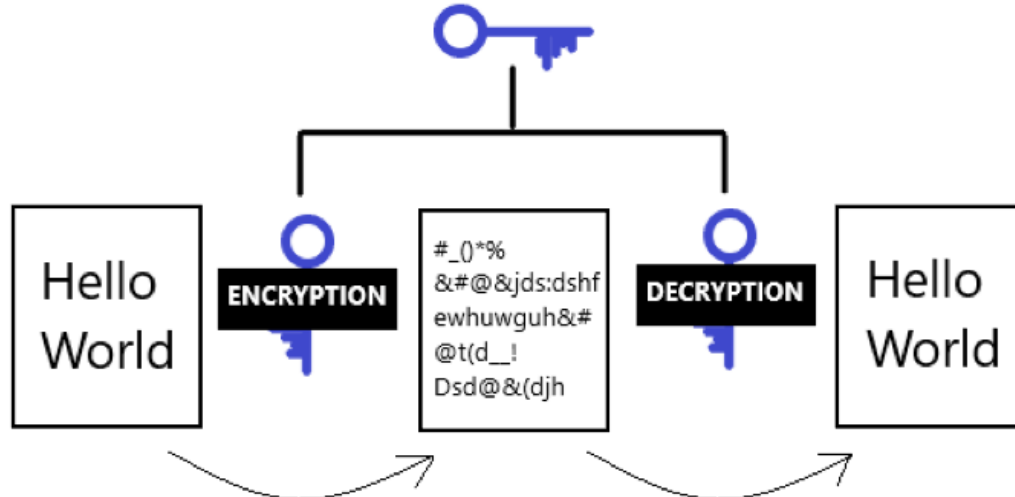 Hello
World
ENCRYPTION
#_()*%
&#@&jds:dshf
ewhuwguh&#
@t(d__!
Dsd@&(djh
DECRYPTION
Hello
World